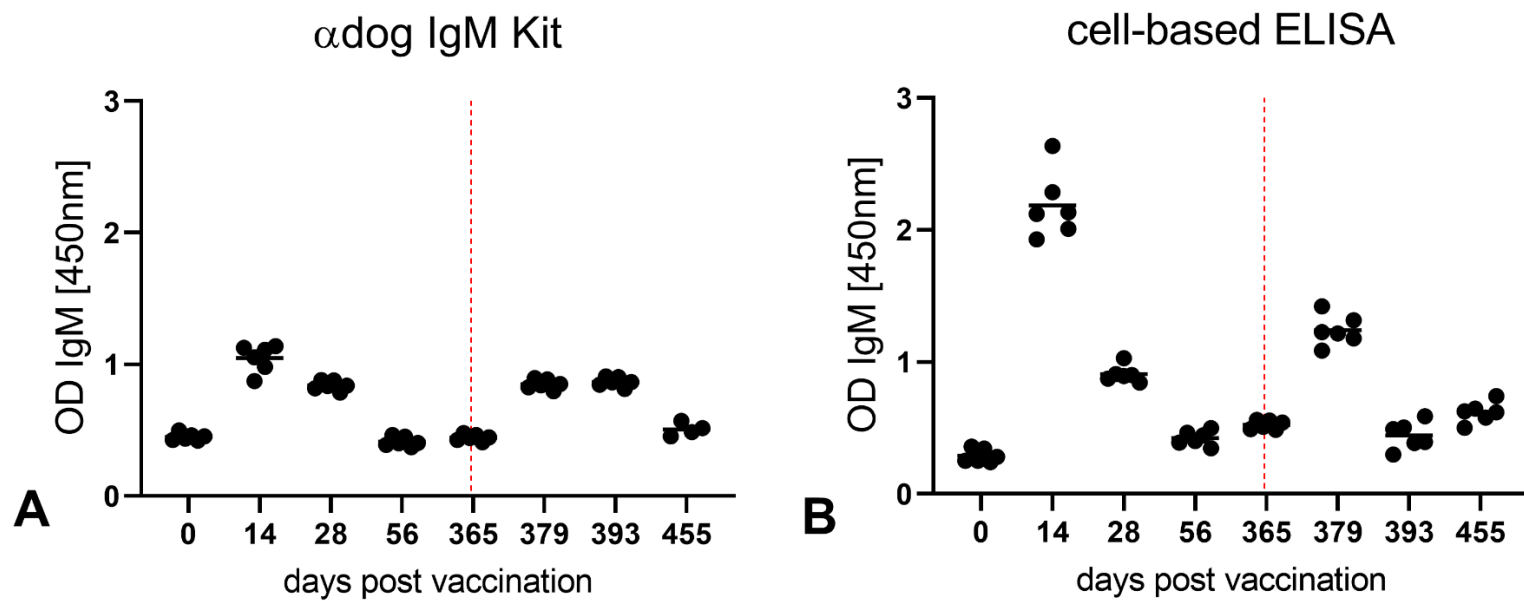 αdog IgM Kit
OD IgM [450nm]
3
2
1
0
0 14 28 56 365 379 393 455
days post vaccination
A
cell-based ELISA
OD IgM [450nm]
3
2
1
0
0 14 28 56 365 379 393 455
days post vaccination
B